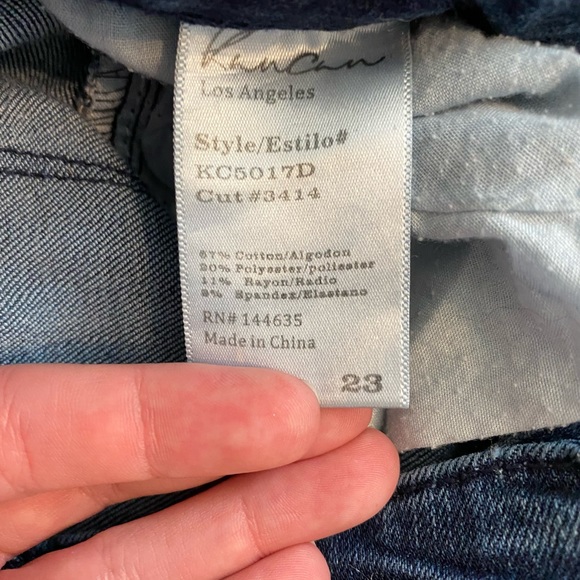 KanCan
Los Angeles
Style/Estilo#
KC5017D
Cut #3414
67% Cotton/Algodon
20% Polyester/poliester
11% Rayon/Radio
2% Spandex/Elastano
RN# 144635
Made in China
23